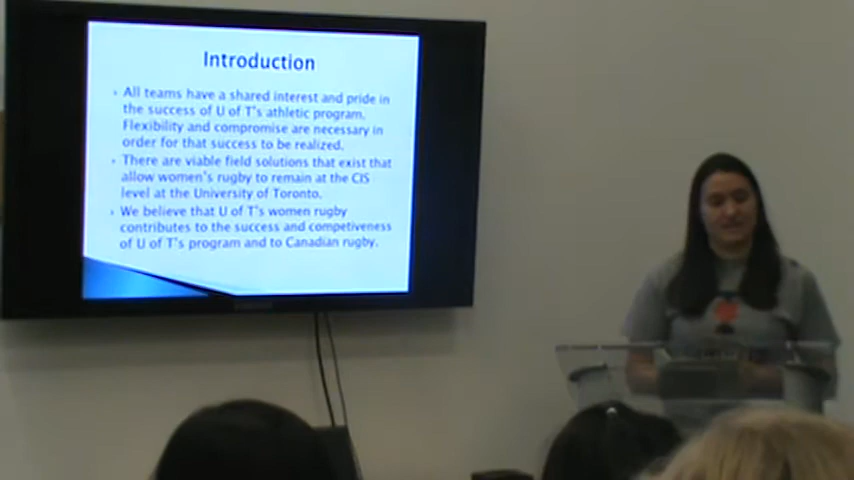 Introduction
All teams have a shared interest and pride in
the success of U of T's athletic program.
Flexibility and compromise are necessary in
order for that success to be realized.
There are viable field solutions that exist that
allow women's rugby to remain at the CIS
level at the University of Toronto.
We believe that U of T's women rugby
contributes to the success and competiveness
of U of T's program and to Canadian rugby.